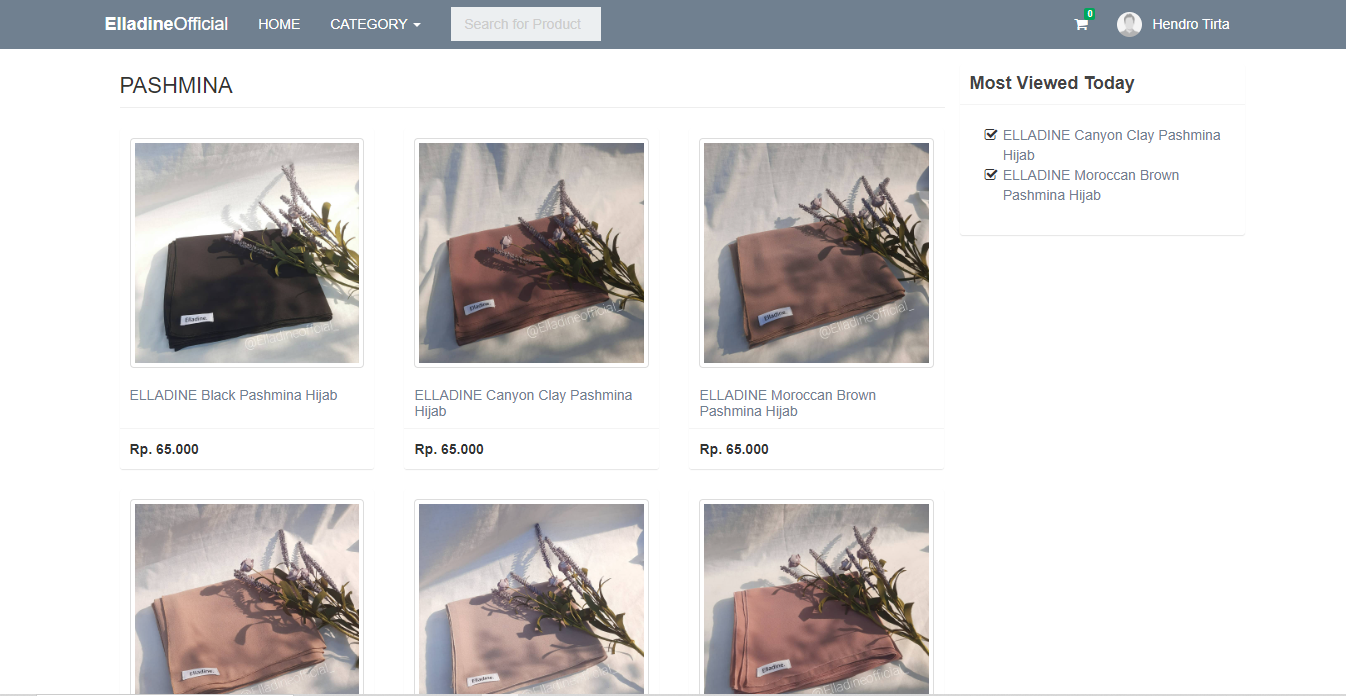 ElladineOfficial
HOME
CATEGORY
Search for Product
0
Hendro Tirta
PASHMINA
Elladine.
@Elladineofficial_
ELLADINE Black Pashmina Hijab
Rp. 65.000
Elladine.
@Elladineofficial_
ELLADINE Canyon Clay Pashmina
Hijab
Rp. 65.000
Elladine.
@Elladineofficial_
ELLADINE Moroccan Brown
Pashmina Hijab
Rp. 65.000
Elladine.
Elladine.
Elladine.
@Elladineofficial_
Most Viewed Today
ELLADINE Canyon Clay Pashmina
Hijab
ELLADINE Moroccan Brown
Pashmina Hijab